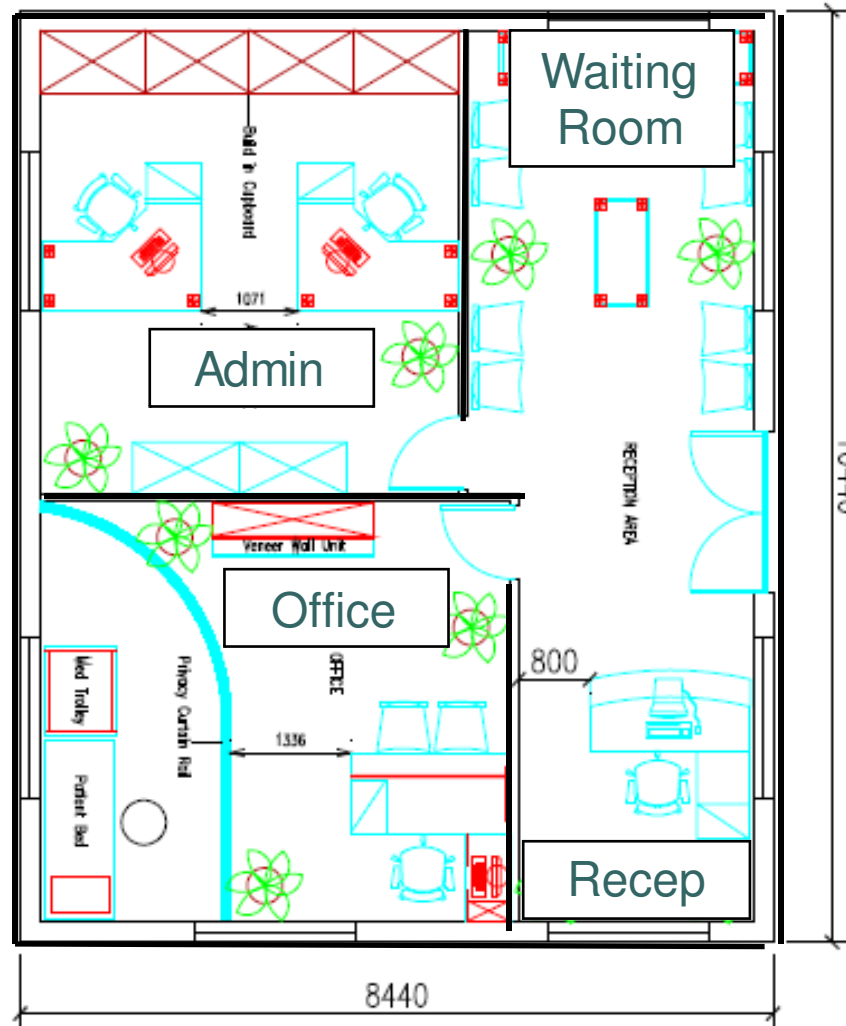 Waiting
Room
Build in Cupboard
1071
Admin
RECEPTION AREA
Veneer Wall Unit
Office
OFFICE
800
Med Trolley
Privacy Curtain Rail
1336
Patient Bed
Recep
8440